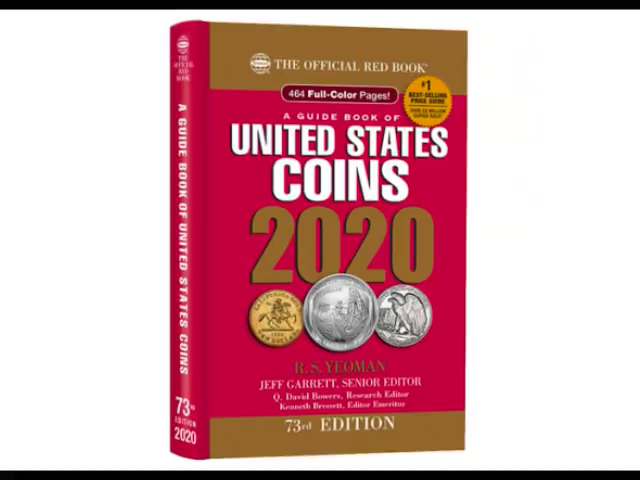 THE
OFFICIAL
RED BOOK®
A GUIDE BOOK OF UNITED STATES COINS
73RD
EDITION
2020
THE OFFICIAL RED BOOK®
464 Full-Color Pages!
#1
BEST-SELLING
PRICE GUIDE
A GUIDE BOOK OF
UNITED STATES
COINS
2020
TEN DOLLARS
R. S. YEOMAN
JEFF GARRETT, SENIOR EDITOR
Q. David Bowers, Research Editor
Kenneth Bressett, Editor Emeritus
73rd EDITION